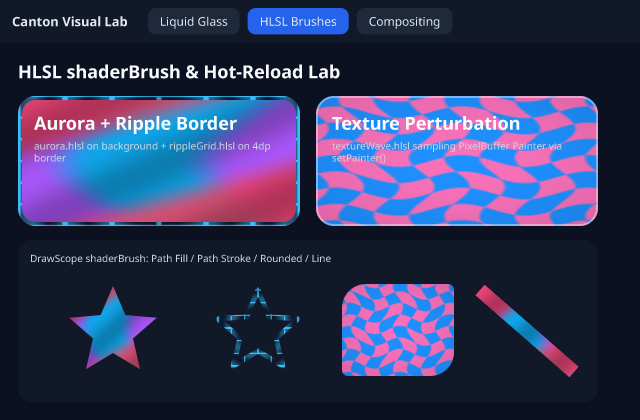 Canton Visual Lab
Liquid Glass
HLSL Brushes
Compositing
HLSL shaderBrush & Hot-Reload Lab
Aurora + Ripple Border
aurora.hlsl on background + rippleGrid.hlsl on 4dp
border
Texture Perturbation
textureWave.hlsl sampling PixelBuffer Painter via
setPainter()
DrawScope shaderBrush: Path Fill / Path Stroke / Rounded / Line